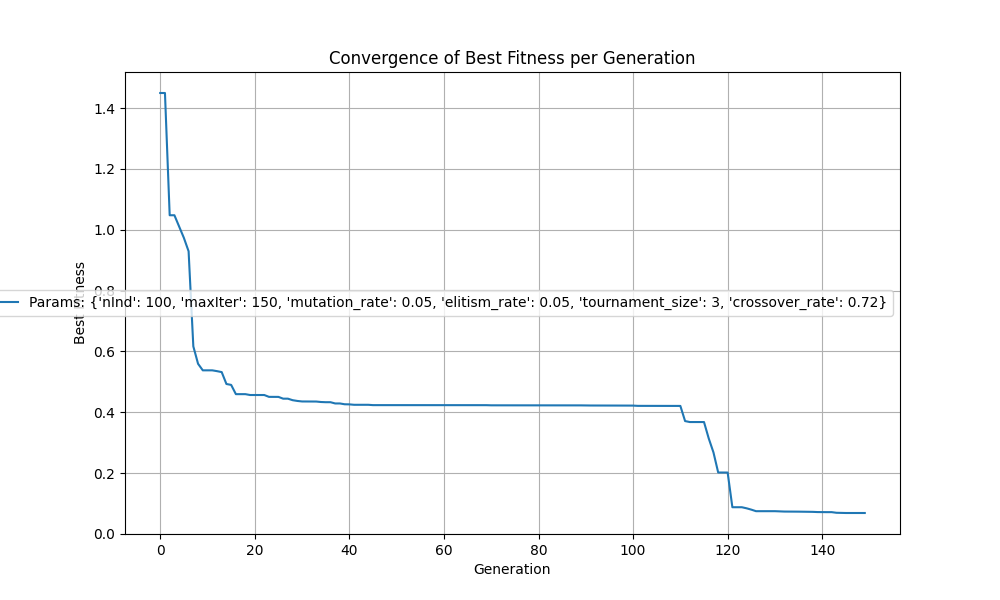 Convergence of Best Fitness per Generation
1.4
1.2
1.0
0.8
Params: {'nInd': 100, 'maxIter': 150, 'mutation_rate': 0.05, 'elitism_rate': 0.05, 'tournament_size': 3, 'crossover_rate': 0.72}
Best Fitness
0.6
0.4
0.2
0.0
0 20 40 60 80 100 120 140
Generation